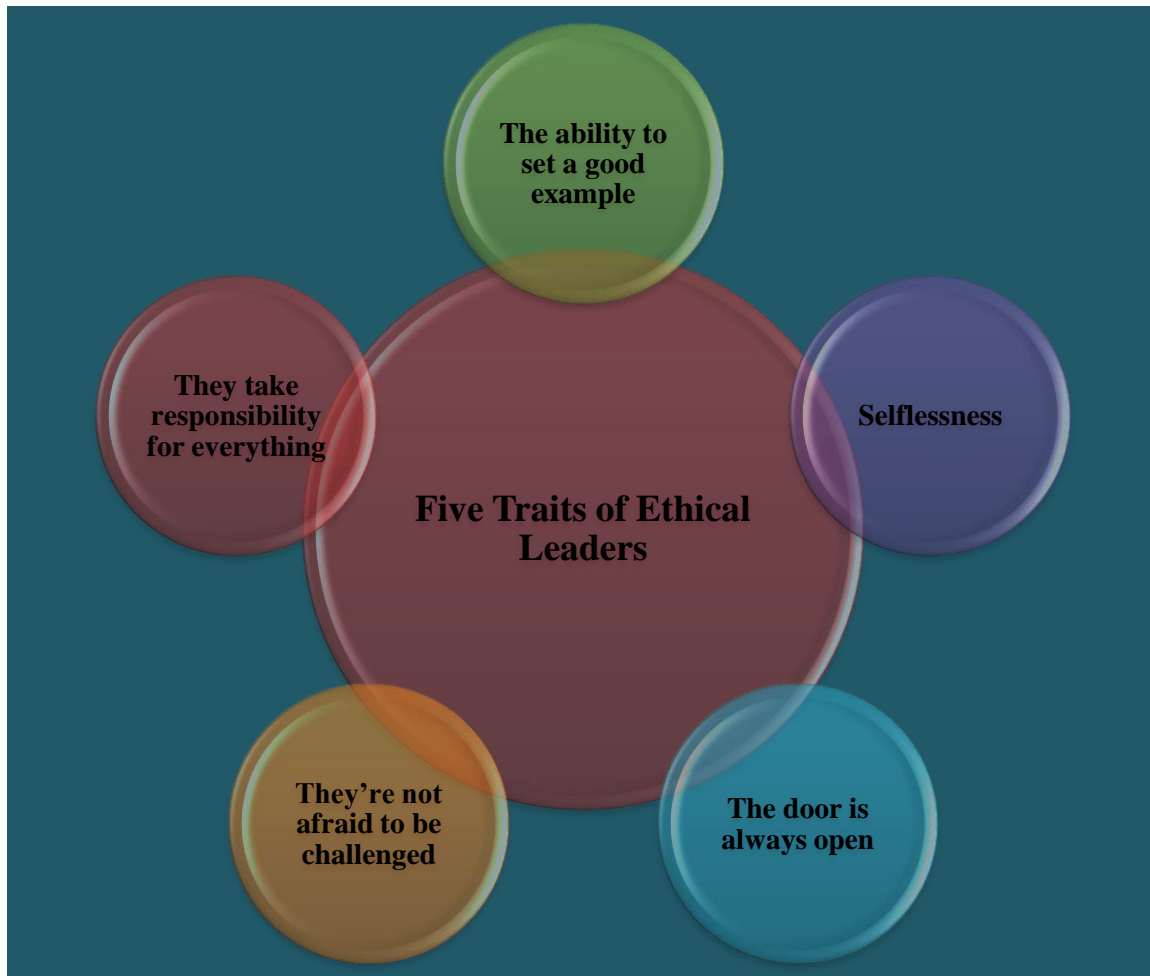 The ability to
set a good
example
They take
responsibility
for everything
Selflessness
Five Traits of Ethical
Leaders
They’re not
afraid to be
challenged
The door is
always open